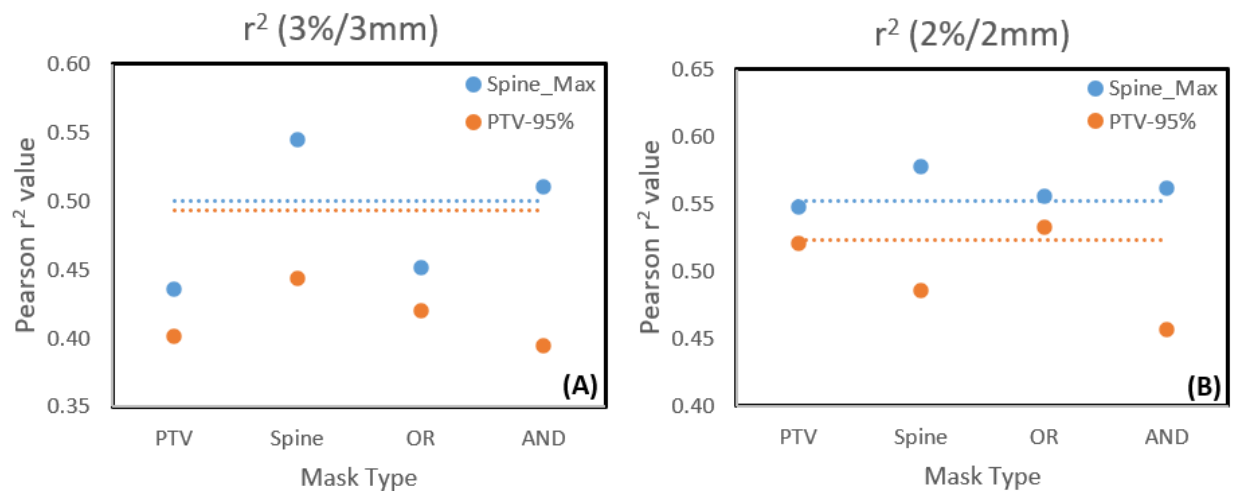 r² (3%/3mm)
0.60
0.55
0.50
0.45
0.40
0.35
Pearson r² value
Spine_Max
PTV-95%
(A)
PTV Spine OR AND
Mask Type
r² (2%/2mm)
0.65
0.60
0.55
0.50
0.45
0.40
Pearson r² value
Spine_Max
PTV-95%
(B)
PTV Spine OR AND
Mask Type